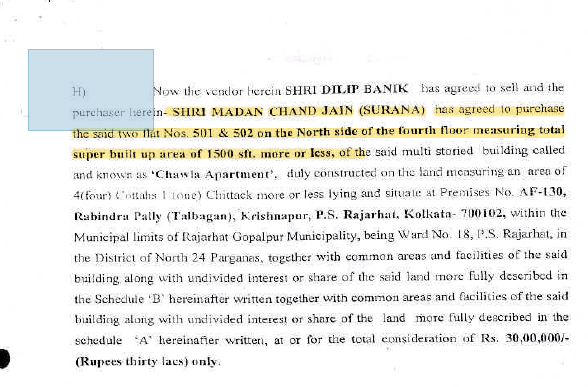 H) Now the vendor herein SHRI DILIP BANIK has agreed to sell and the
purchaser herein- SHRI MADAN CHAND JAIN (SURANA) has agreed to purchase
the said two flat Nos. 501 & 502 on the North side of the fourth floor measuring total
super built up area of 1500 sft. more or less, of the said multi storied building called
and known as ‘Chawla Apartment’, duly constructed on the land measuring an area of
4(four) Cottahs 1 (one) Chittack more or less lying and situate at Premises No. AF-130,
Rabindra Pally (Talbagan), Krishnapur, P.S. Rajarhat, Kolkata- 700102, within the
Municipal limits of Rajarhat Gopalpur Municipality, being Ward No. 18, P.S. Rajarhat, in
the District of North 24 Parganas, together with common areas and facilities of the said
building along with undivided interest or share of the said land more fully described in
the Schedule ‘B’ hereinafter written together with common areas and facilities of the said
building along with undivided interest or share of the land more fully described in the
schedule ‘A’ hereinafter written, at or for the total consideration of Rs. 30,00,000/-
(Rupees thirty lacs) only.